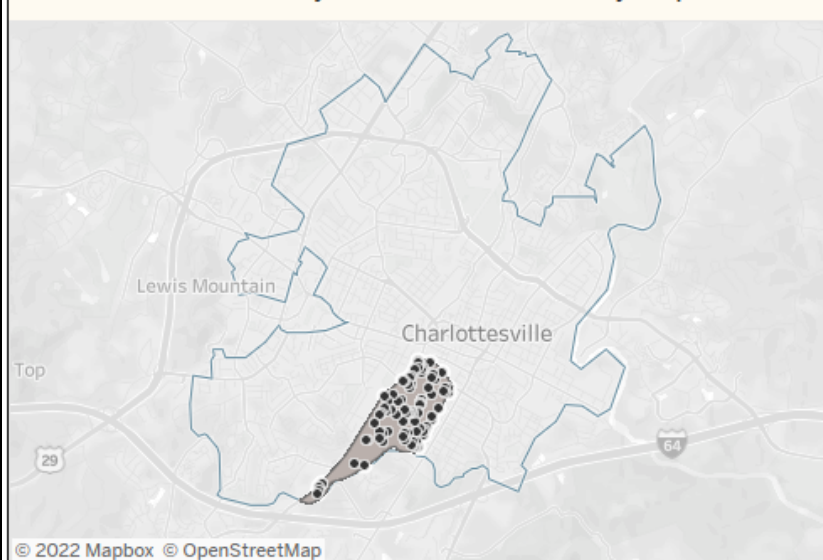 Lewis Mountain
Charlottesville
Top
64
29
© 2022 Mapbox © OpenStreetMap